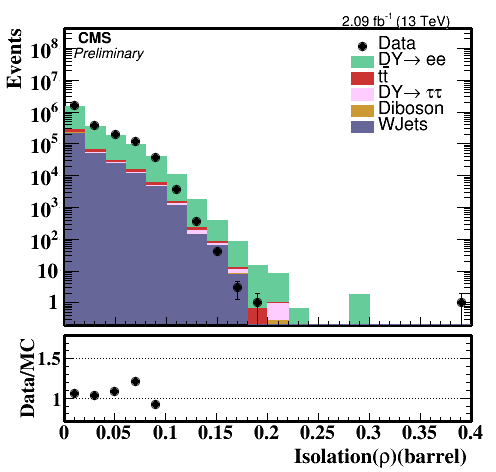 2.09 fb⁻¹ (13 TeV)
CMS
Preliminary
Events
10⁸
10⁷
10⁶
10⁵
10⁴
10³
10²
10
1
Data
DY→ ee
tt̄
DY→ ττ
Diboson
WJets
Data/MC
1.5
1
0 0.05 0.1 0.15 0.2 0.25 0.3 0.35 0.4
Isolation(ρ)(barrel)